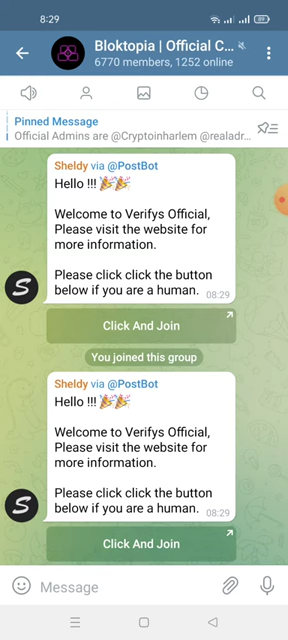 8:29
89
Bloktopia | Official C...
6770 members, 1252 online
Pinned Message
Official Admins are @Cryptoinharlem @realadr...
Sheldy via @PostBot
Hello !!! 🎉🎉
Welcome to Verifys Official,
Please visit the website for
more information.
Please click click the button
below if you are a human.
08:29
S
Click And Join
You joined this group
Sheldy via @PostBot
Hello !!! 🎉🎉
Welcome to Verifys Official,
Please visit the website for
more information.
Please click click the button
below if you are a human.
08:29
S
Click And Join
Message